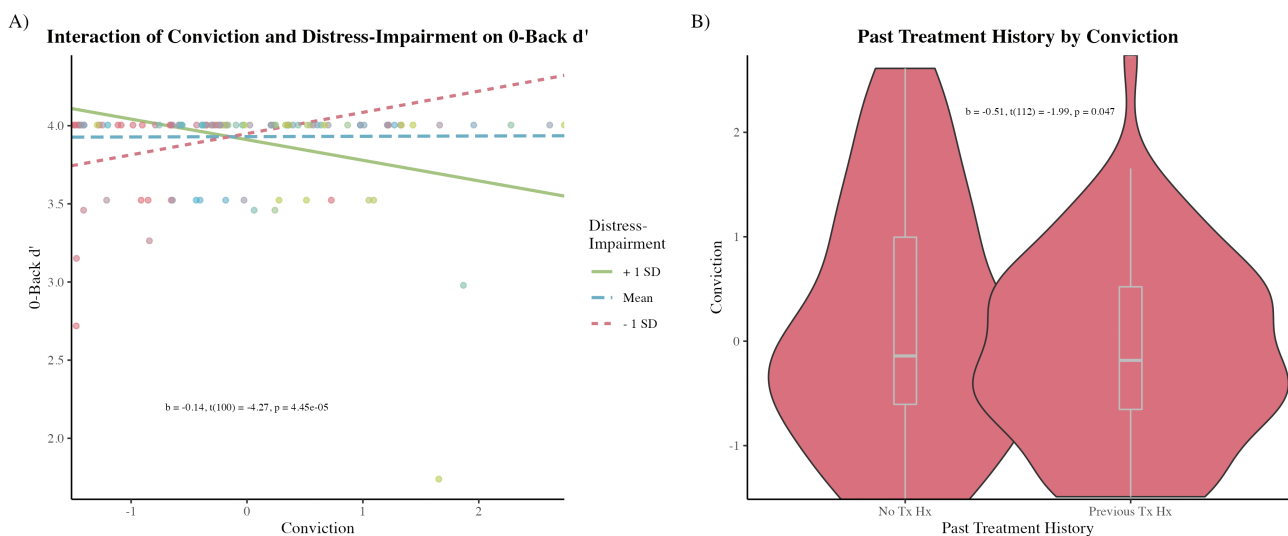 A)
Interaction of Conviction and Distress-Impairment on 0-Back d'
0-Back d'
4.0
3.5
3.0
2.5
2.0
b = -0.14, t(100) = -4.27, p = 4.45e-05
-1
0
1
2
Conviction
Distress-
Impairment
+ 1 SD
Mean
- 1 SD
B)
Past Treatment History by Conviction
Conviction
2
1
0
-1
b = -0.51, t(112) = -1.99, p = 0.047
No Tx Hx
Previous Tx Hx
Past Treatment History